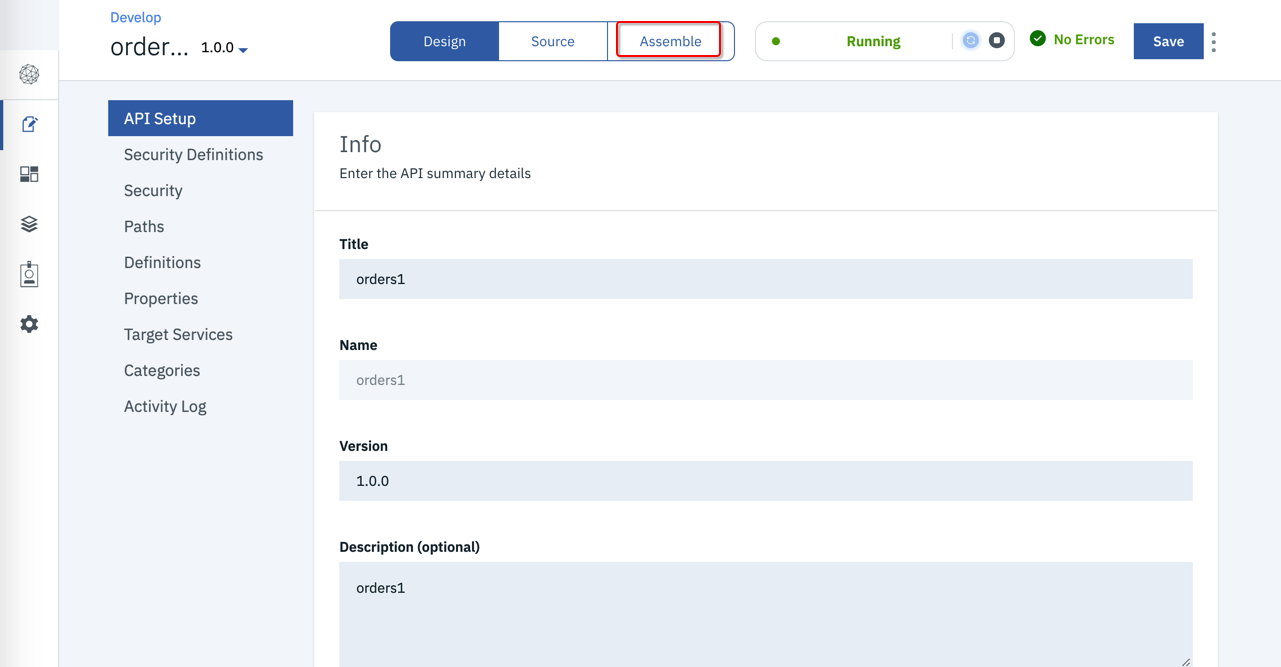 Develop
order... 1.0.0
Design
Source
Assemble
Running
No Errors
Save
API Setup
Security Definitions
Security
Paths
Definitions
Properties
Target Services
Categories
Activity Log
Info
Enter the API summary details
Title
orders1
Name
orders1
Version
1.0.0
Description (optional)
orders1